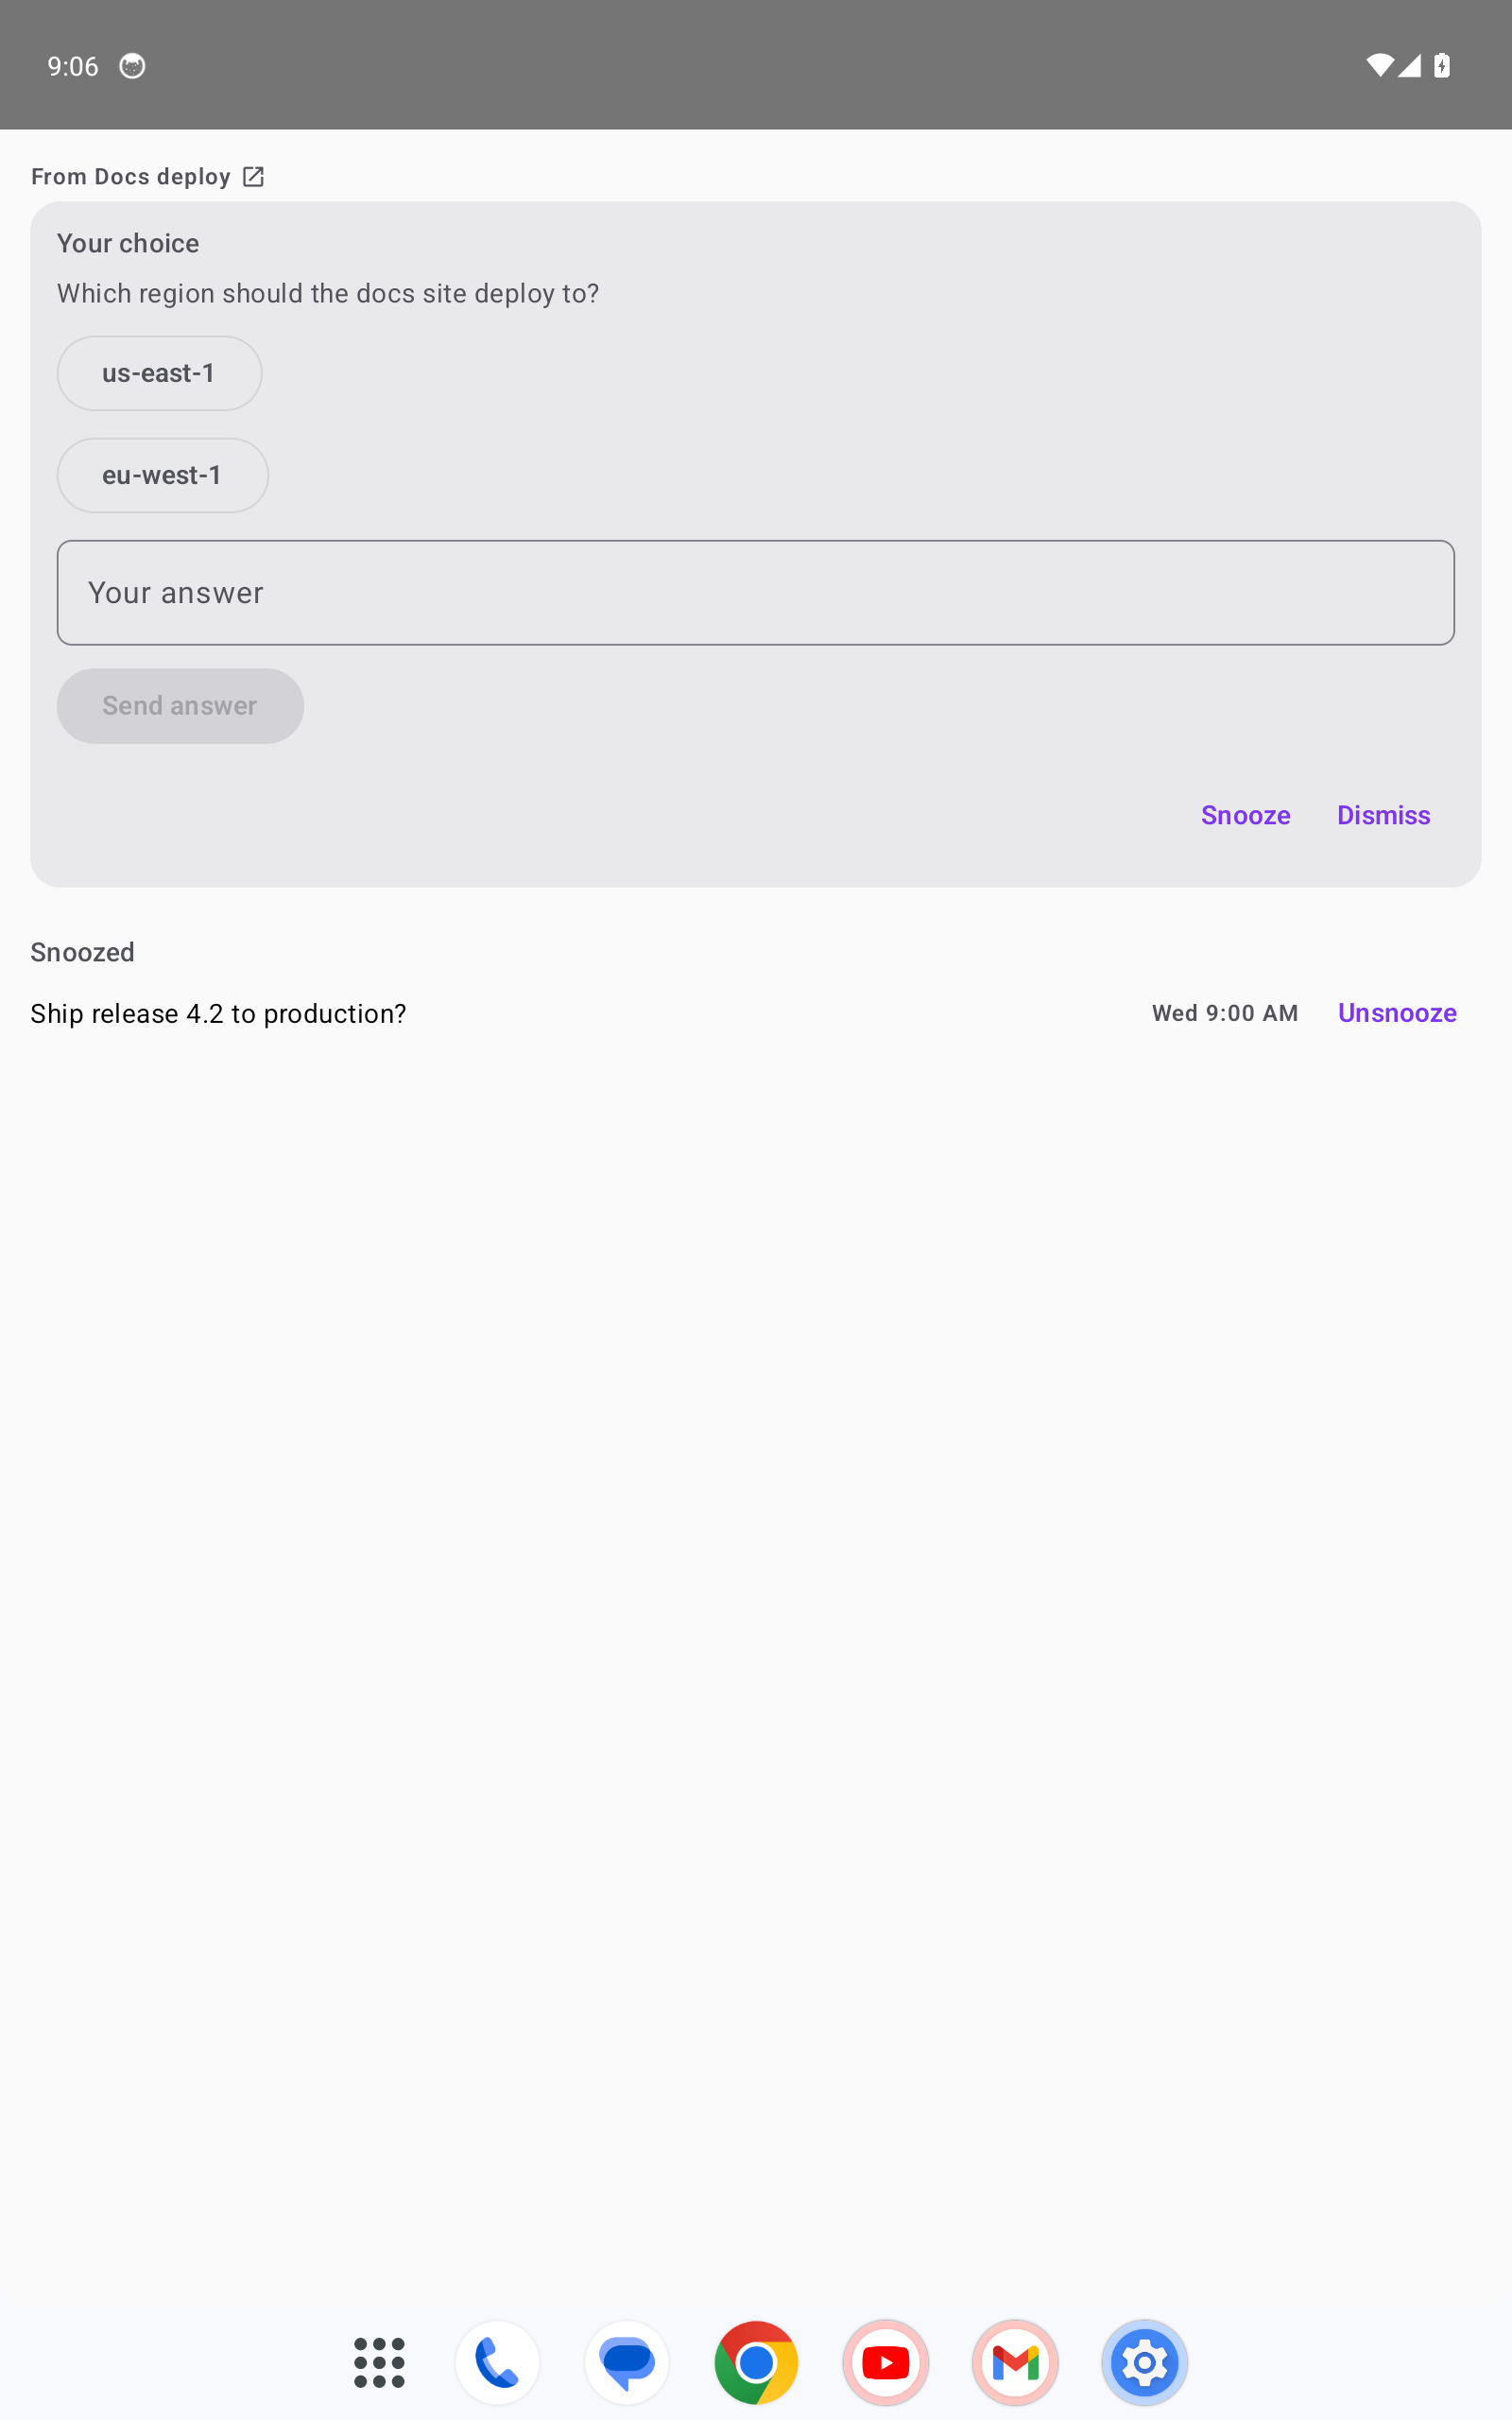 9:06
From Docs deploy
Your choice
Which region should the docs site deploy to?
us-east-1
eu-west-1
Your answer
Send answer
Snooze Dismiss
Snoozed
Ship release 4.2 to production? Wed 9:00 AM Unsnooze